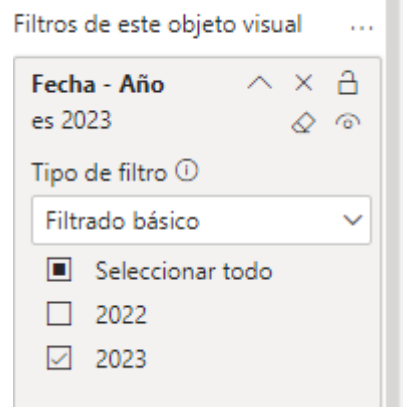 Filtros de este objeto visual ...
Fecha - Año
es 2023
Tipo de filtro
Filtrado básico
Seleccionar todo
2022
2023